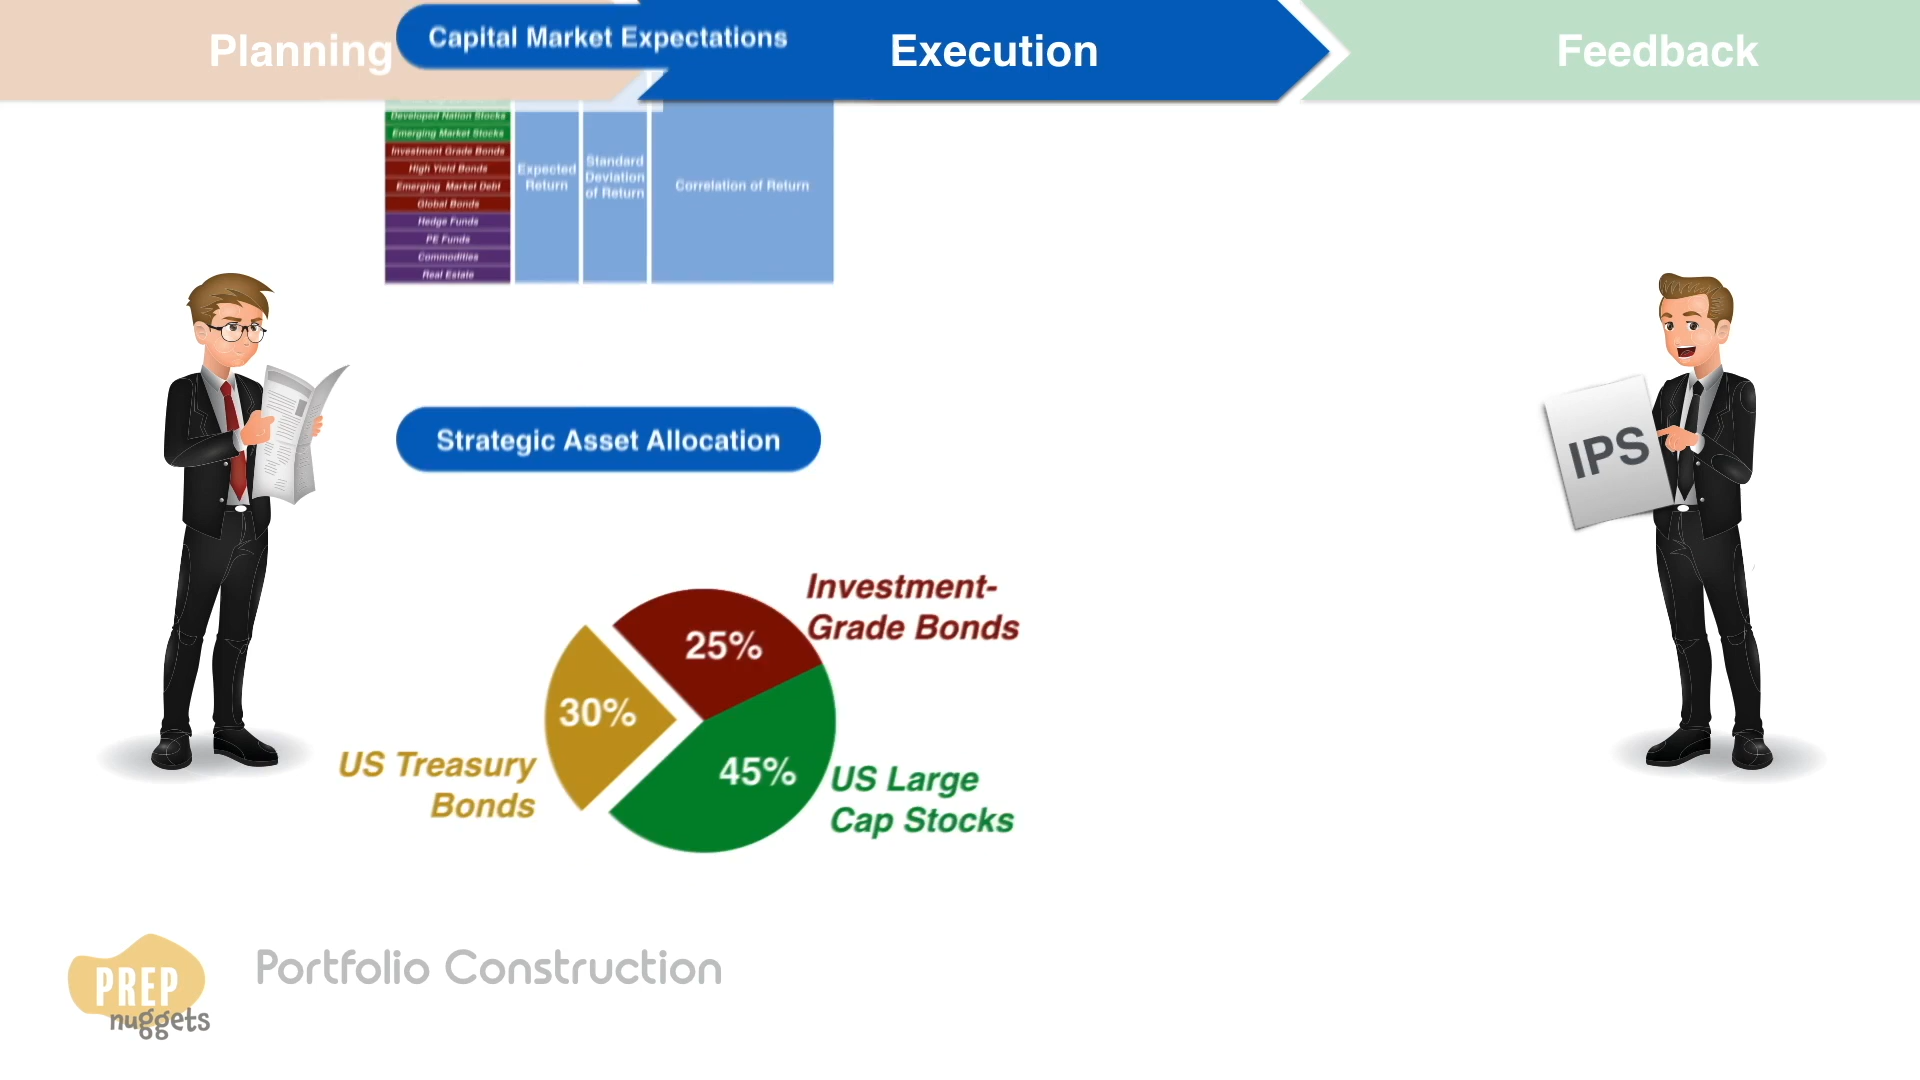 Planning
Capital Market Expectations
Execution
Feedback
Developed Nation Stocks
Emerging Market Stocks
Investment Grade Bonds
High Yield Bonds
Emerging Market Debt
Global Bonds
Hedge Funds
PE Funds
Commodities
Real Estate
Expected
Return
Standard
Deviation
of Return
Correlation of Return
IPS
Strategic Asset Allocation
Investment-
Grade Bonds
25%
30%
45%
US Treasury
Bonds
US Large
Cap Stocks
PREP
nuggets
Portfolio Construction